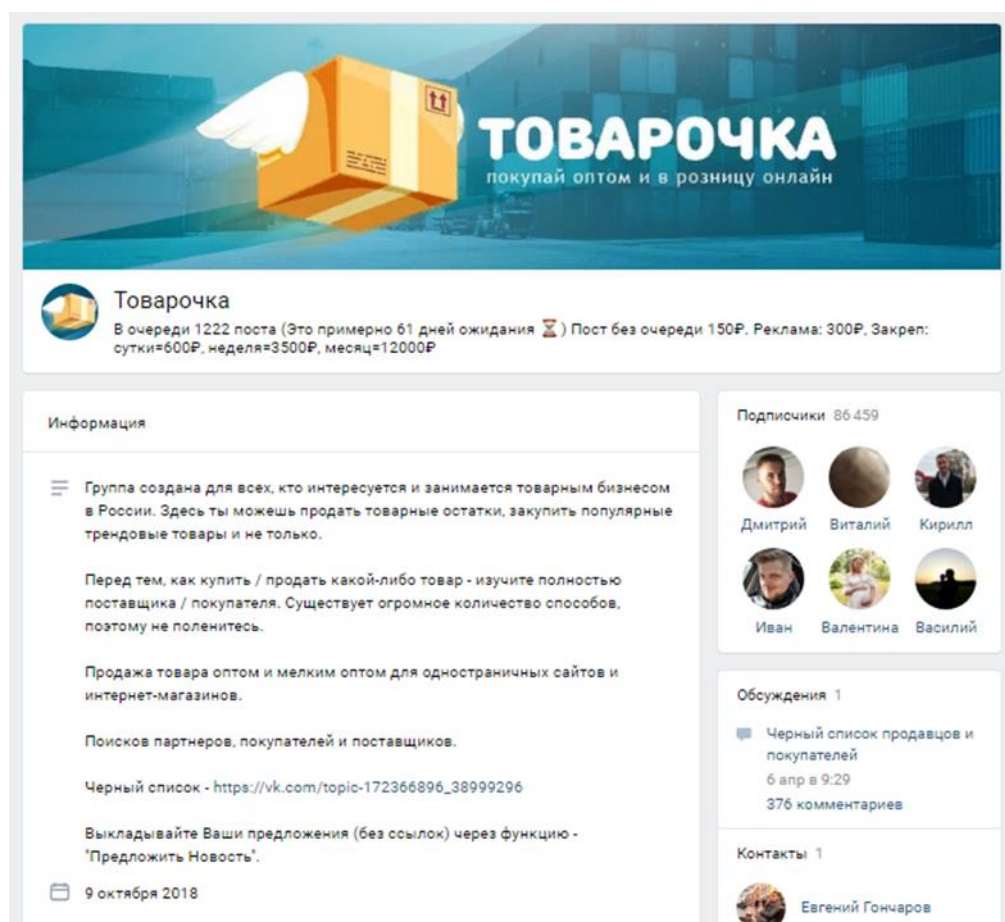 ТОВАРОЧКА
покупай оптом и в розницу онлайн
Товарочка
В очереди 1222 поста (Это примерно 61 дней ожидания ⏳) Пост без очереди 150₽. Реклама: 300₽, Закреп:
сутки=600₽, неделя=3500₽, месяц=12000₽
Информация
Группа создана для всех, кто интересуется и занимается товарным бизнесом
в России. Здесь ты можешь продать товарные остатки, закупить популярные
трендовые товары и не только.
Перед тем, как купить / продать какой-либо товар - изучите полностью
поставщика / покупателя. Существует огромное количество способов,
поэтому не поленитесь.
Продажа товара оптом и мелким оптом для одностраничных сайтов и
интернет-магазинов.
Поисков партнеров, покупателей и поставщиков.
Черный список - https://vk.com/topic-172366896_38999296
Выкладывайте Ваши предложения (без ссылок) через функцию -
"Предложить Новость".
9 октября 2018
Подписчики 86 459
Дмитрий Виталий Кирилл
Иван Валентина Василий
Обсуждения 1
Черный список продавцов и
покупателей
6 апр в 9:29
376 комментариев
Контакты 1
Евгений Гончаров